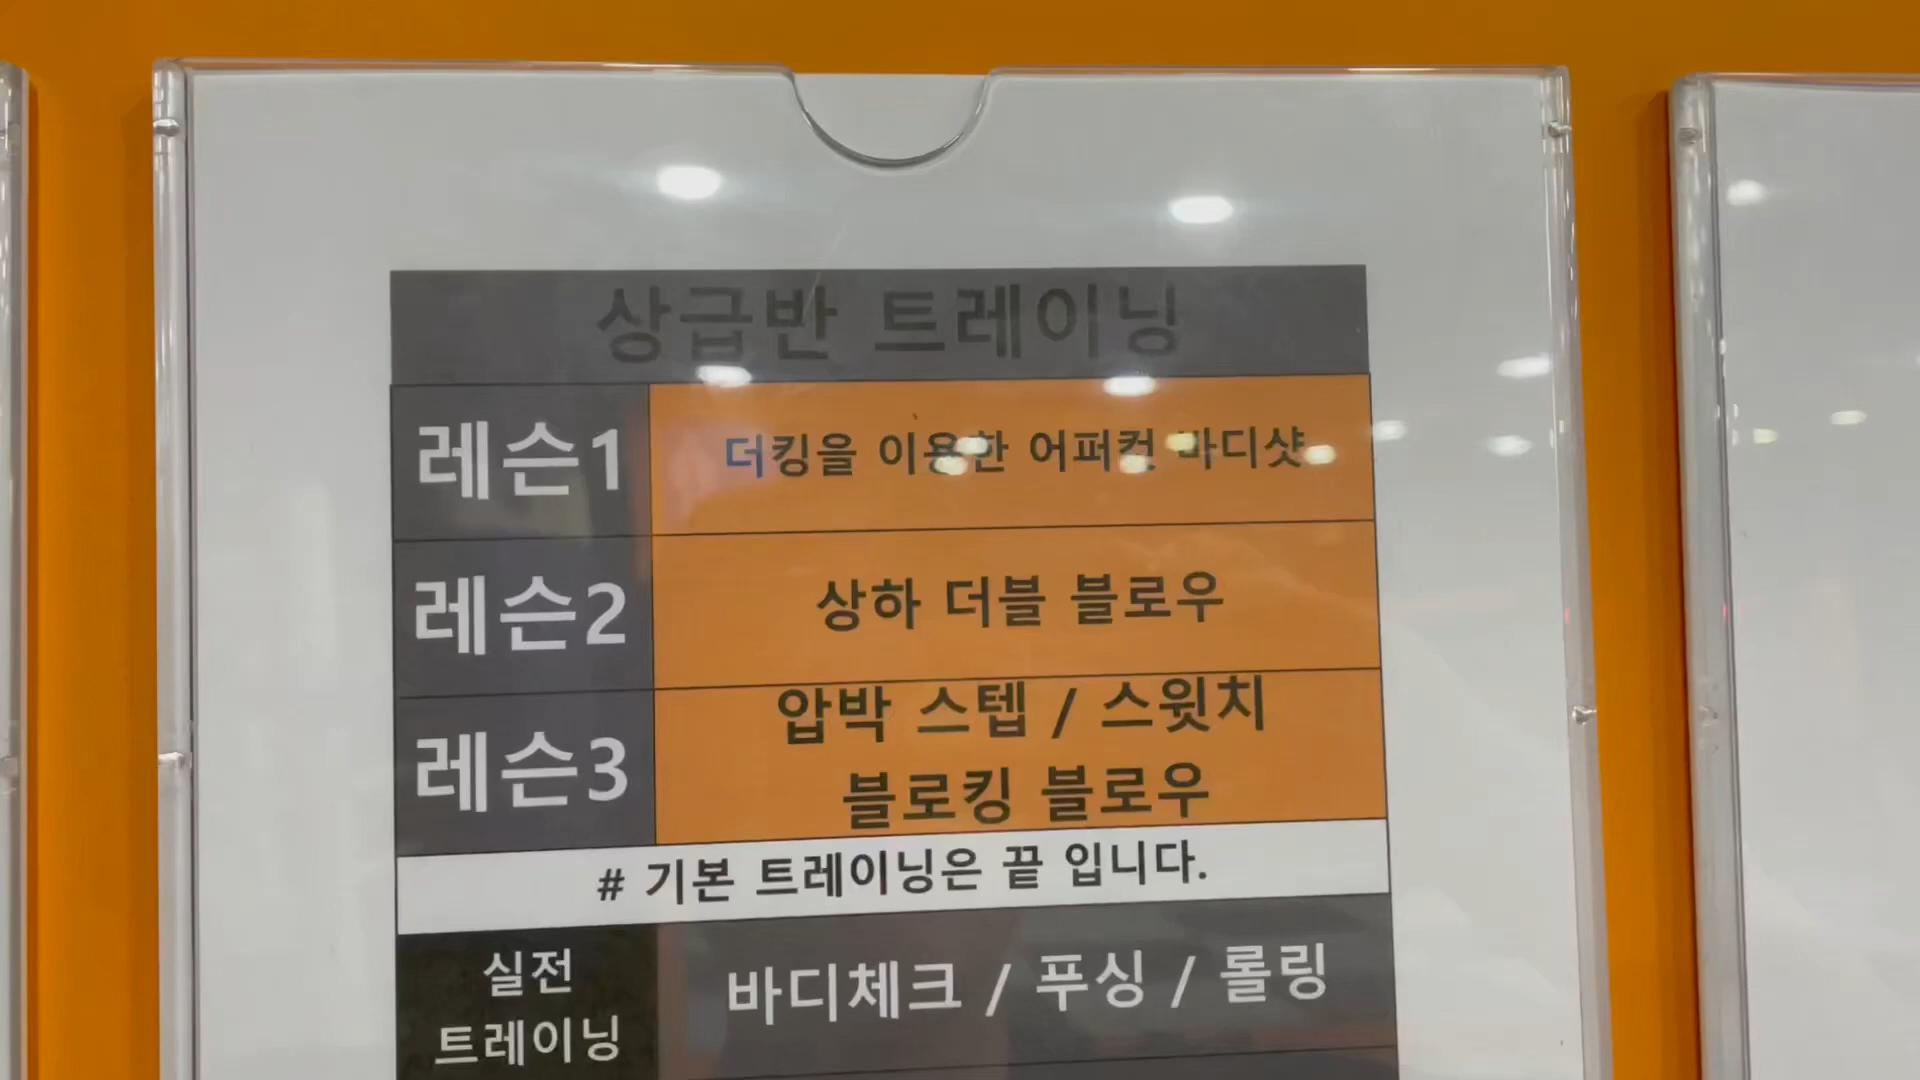 상급반 트레이닝
레슨1
더킹을 이용한 어퍼컷 바디샷
레슨2
상하 더블 블로우
레슨3
압박 스텝 / 스윗치
블로킹 블로우
# 기본 트레이닝은 끝 입니다.
실전
트레이닝
바디체크 / 푸싱 / 롤링